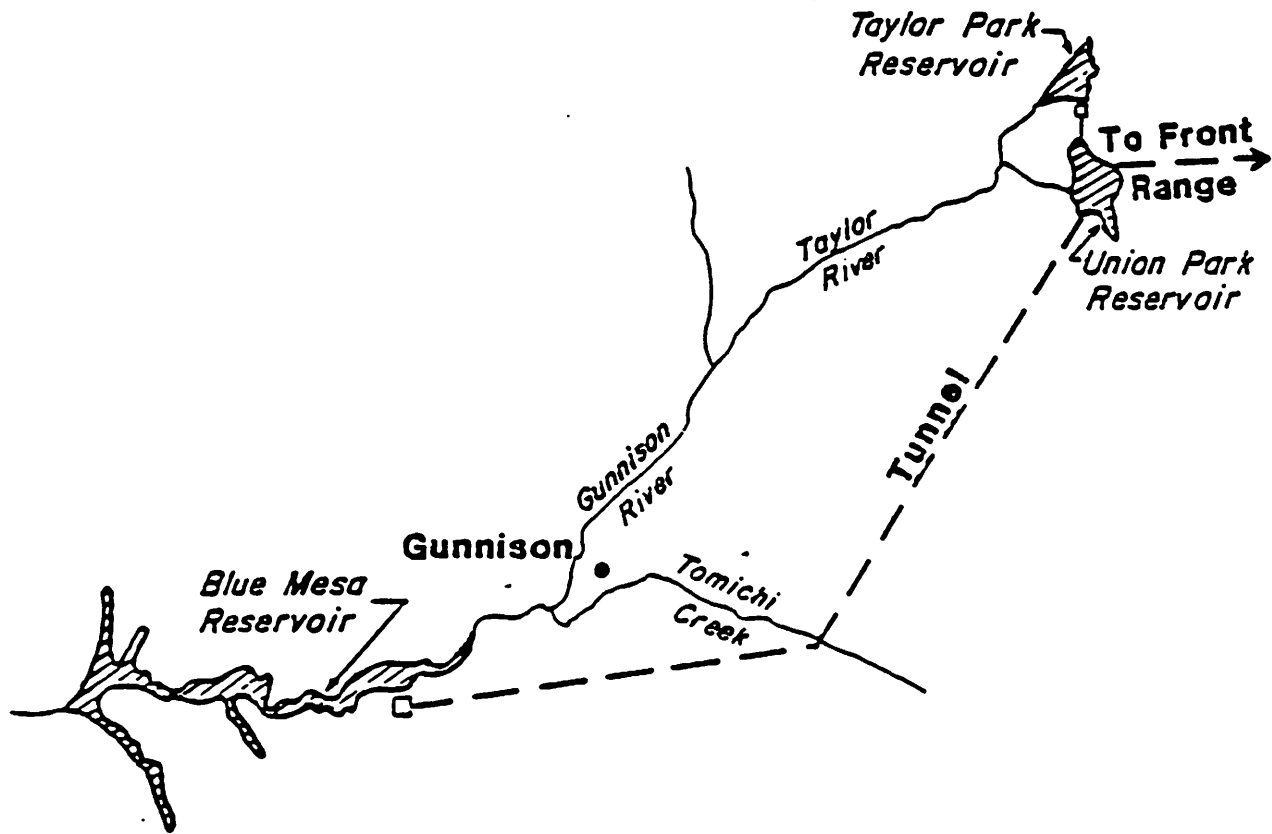 Taylor Park
Reservoir
To Front
Range
Union Park
Reservoir
Taylor
River
Tunnel
Gunnison
River
Gunnison
Tomichi
Creek
Blue Mesa
Reservoir